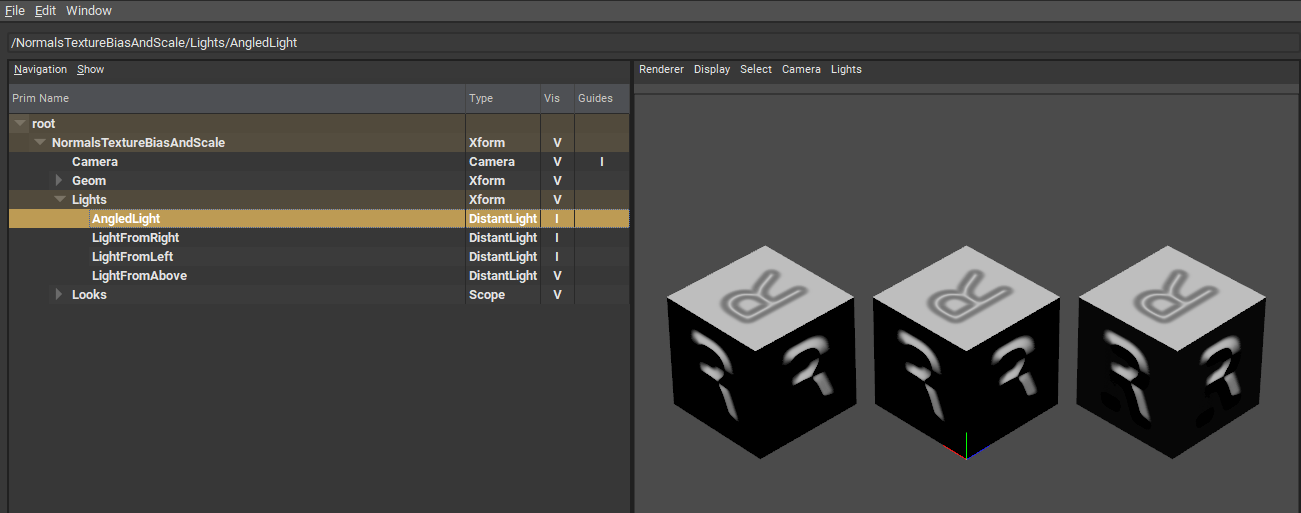 File Edit Window
/NormalsTextureBiasAndScale/Lights/AngledLight
Navigation Show
Renderer Display Select Camera Lights
Prim Name Type Vis Guides
root
NormalsTextureBiasAndScale Xform V
Camera Camera V I
Geom Xform V
Lights Xform V
AngledLight DistantLight I
LightFromRight DistantLight I
LightFromLeft DistantLight I
LightFromAbove DistantLight V
Looks Scope V
R R R